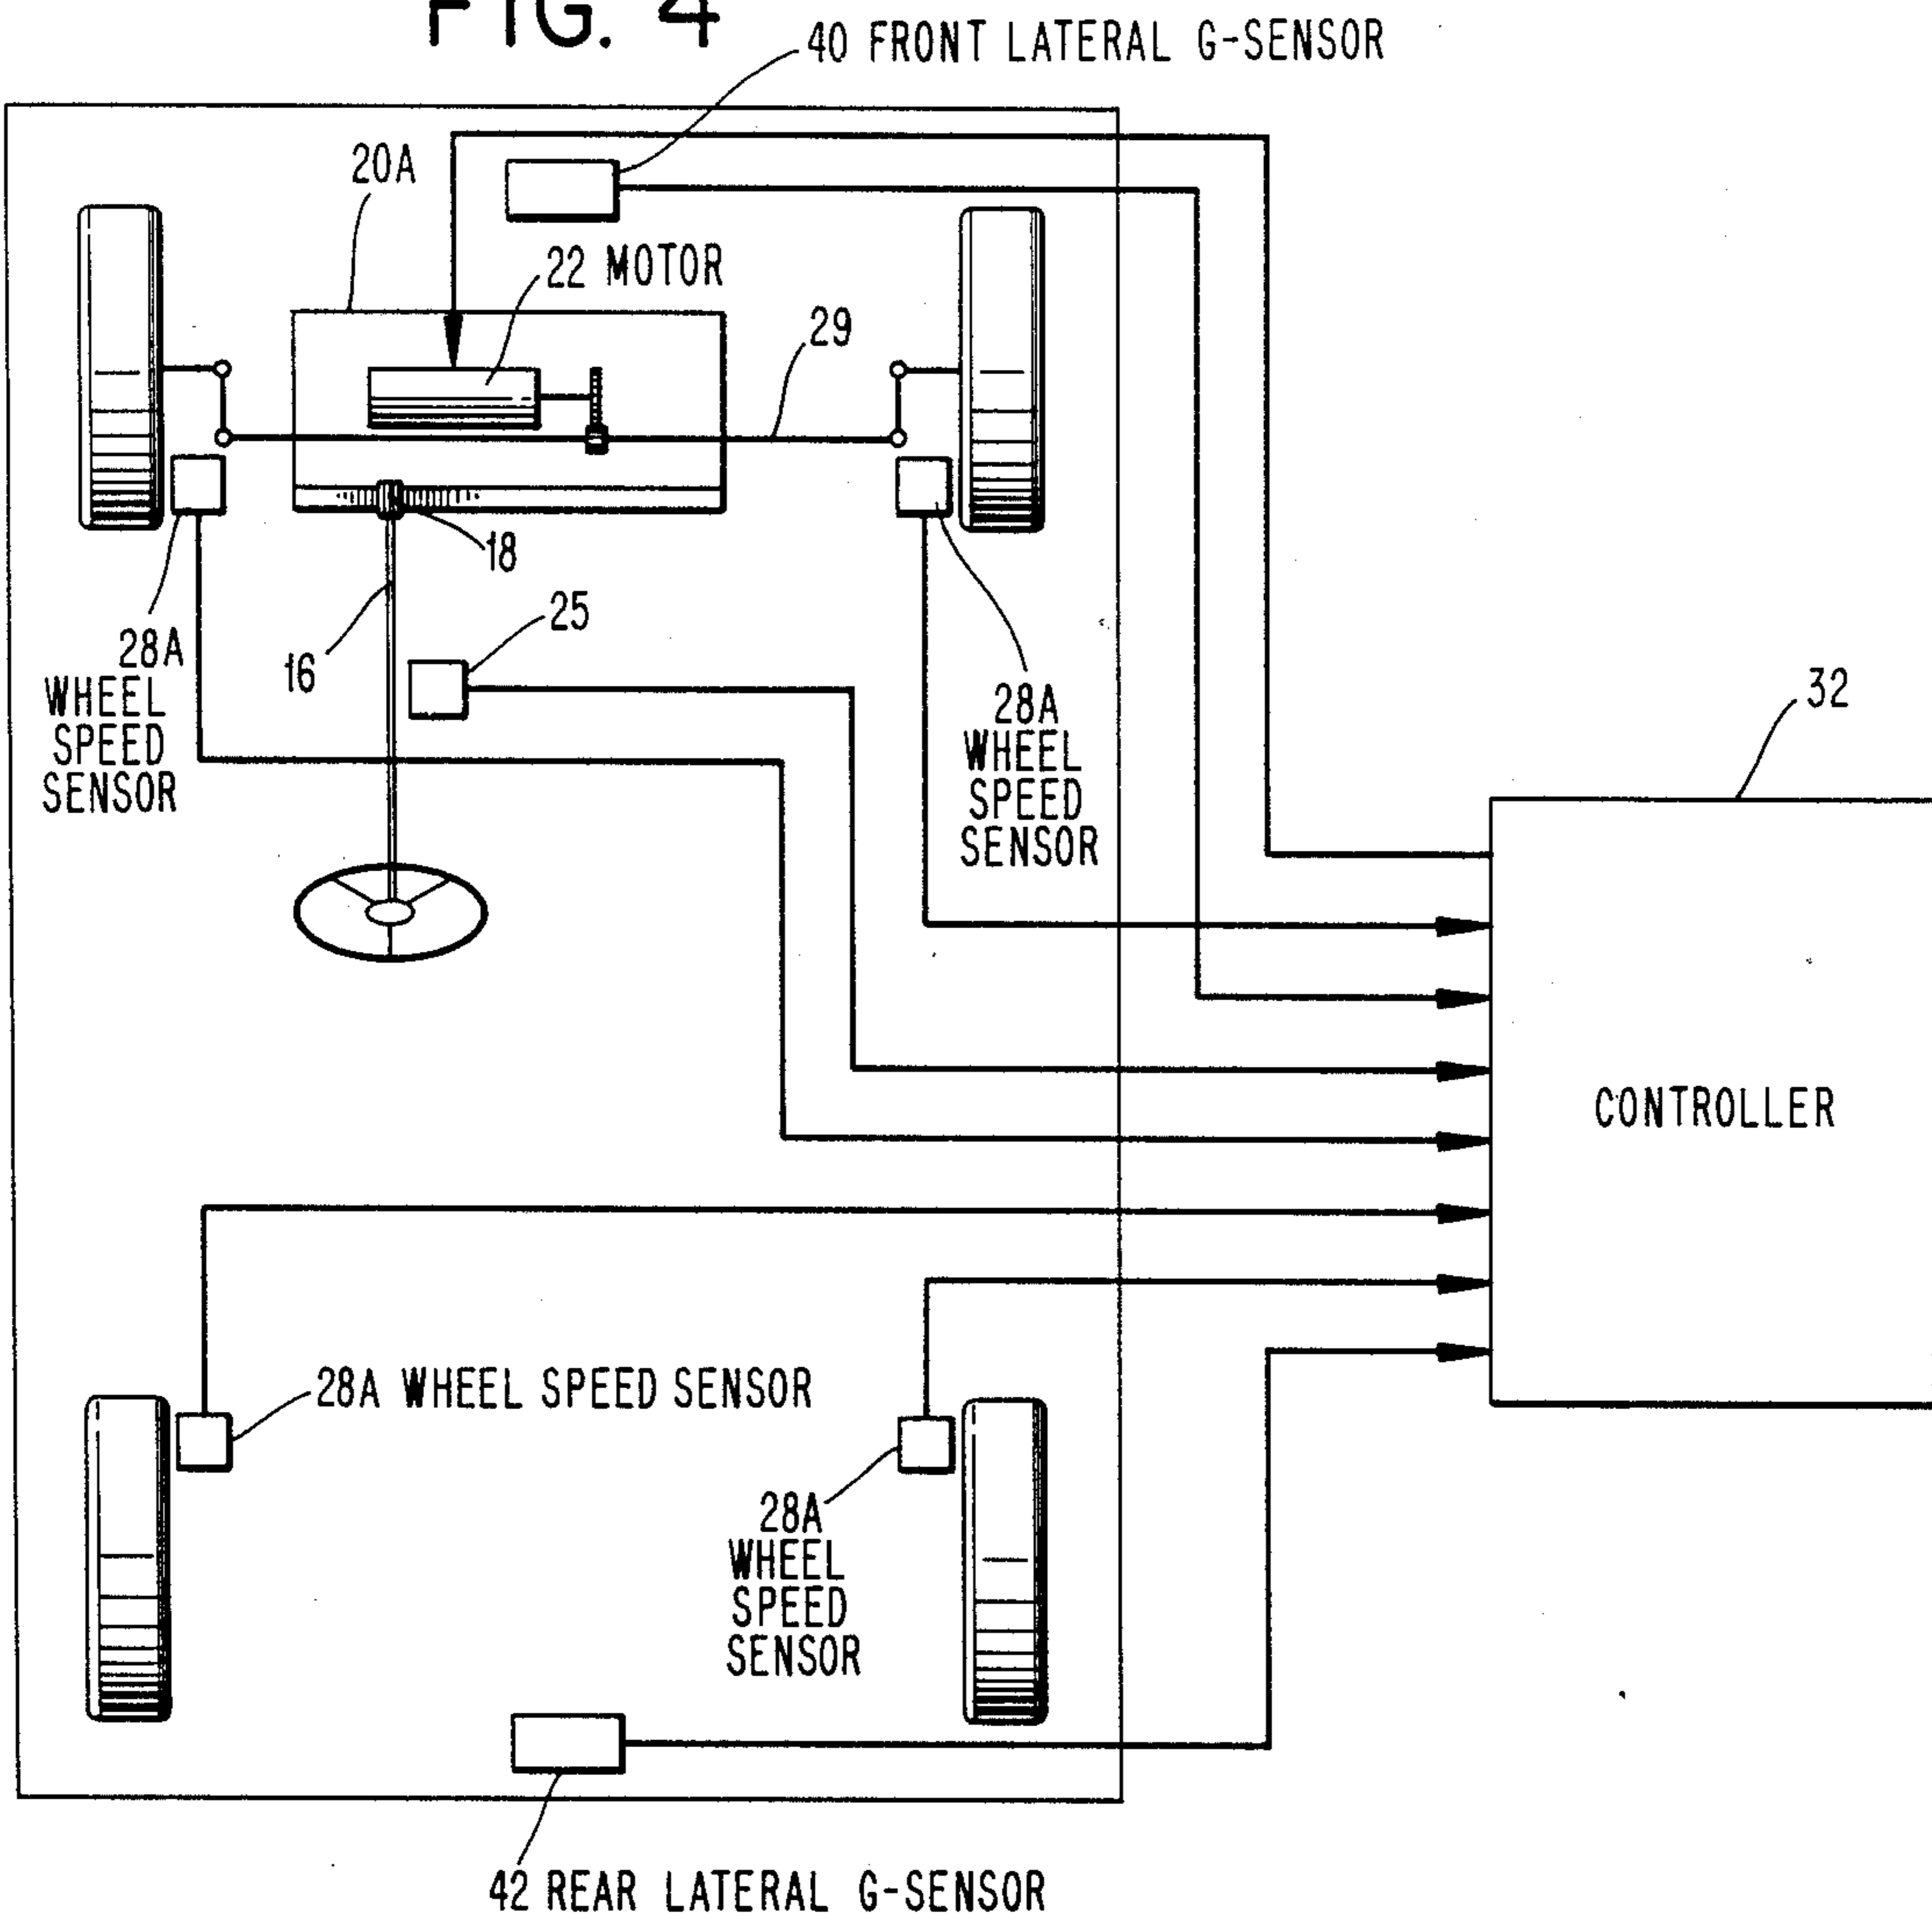 FIG. 4
40 FRONT LATERAL G-SENSOR
20A
22 MOTOR
29
18
25
16
28A
WHEEL
SPEED
SENSOR
28A
WHEEL
SPEED
SENSOR
32
CONTROLLER
28A WHEEL SPEED SENSOR
28A
WHEEL
SPEED
SENSOR
42 REAR LATERAL G-SENSOR